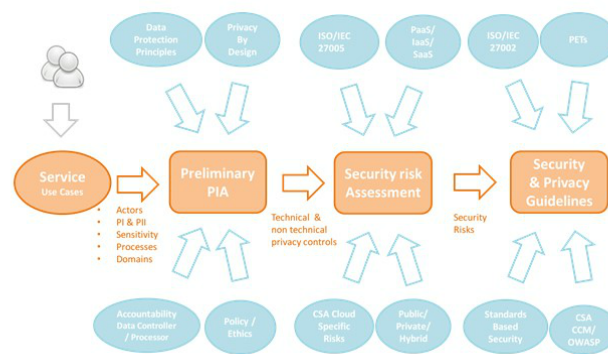 Data
Protection
Principles
Privacy
By
Design
ISO/IEC
27005
PaaS/
IaaS/
SaaS
ISO/IEC
27002
PETs
Service
Use Cases
Preliminary
PIA
Security risk
Assessment
Security
& Privacy
Guidelines
• Actors
• PI & PII
• Sensitivity
• Processes
• Domains
Technical &
non technical
privacy controls
Security
Risks
Accountability
Data Controller
/ Processor
Policy /
Ethics
CSA Cloud
Specific
Risks
Public/
Private/
Hybrid
Standards
Based
Security
CSA
CCM/
OWASP